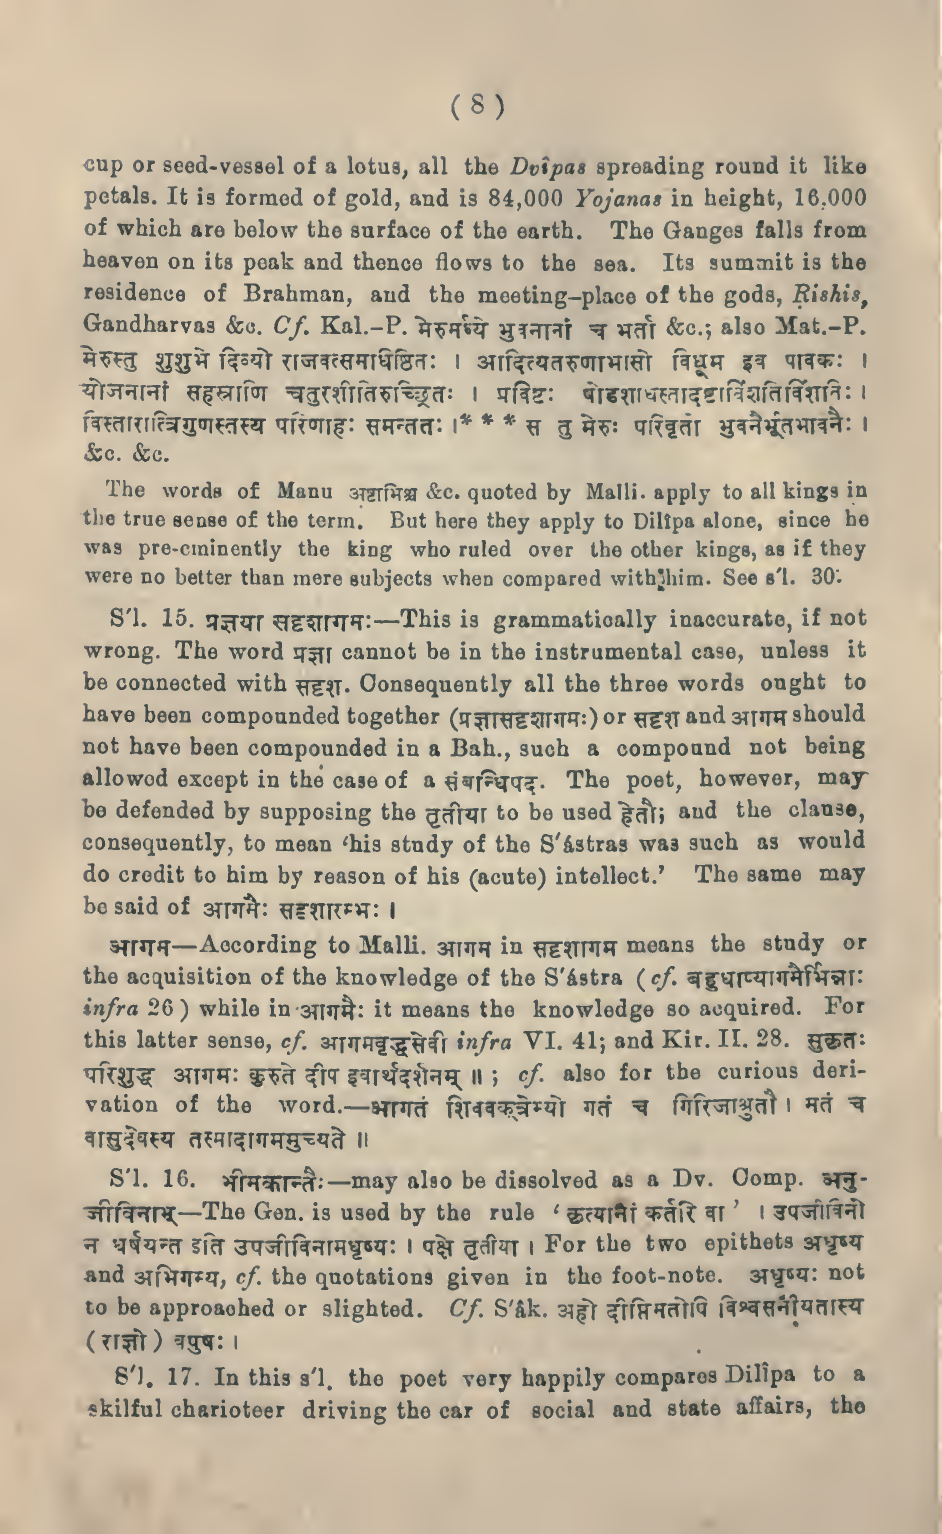 ( 8 )
cup or seed-vessel of a lotus, all the Dvîpas spreading round it like
petals. It is formed of gold, and is 84,000 Yojanas in height, 16,000
of which are below the surface of the earth. The Ganges falls from
heaven on its peak and thence flows to the sea. Its summit is the
residence of Brahman, and the meeting-place of the gods, Ṛishis,
Gandharvas &c. Cf. Kal.-P. मेरुमध्ये भुवनानां च भर्ता &c.; also Mat.-P.
मेरुस्तु शुशुभे दिव्यो राजवत्समाधिष्ठितः । आदित्यतरुणाभासो विधूम इव पावकः ।
योजनानां सहस्राणि चतुरशीतिरुच्छ्रितः । प्रविष्टः षोडशाधस्तादष्टाविंशतिर्विंशतिः ।
विस्तारात्त्रिगुणस्तस्य परिणाहः समन्ततः ।* * * स तु मेरुः परिवृतो भुवनैर्भूतभावनैः ।
&c. &c.
The words of Manu अष्टाभिश्च &c. quoted by Malli. apply to all kings in
the true sense of the term. But here they apply to Dilîpa alone, since he
was pre-eminently the king who ruled over the other kings, as if they
were no better than mere subjects when compared with him. See s'l. 30.
S'l. 15. प्रज्ञया सदृशागमः—This is grammatically inaccurate, if not
wrong. The word प्रज्ञा cannot be in the instrumental case, unless it
be connected with सदृश. Consequently all the three words ought to
have been compounded together (प्रज्ञासदृशागमः) or सदृश and आगम should
not have been compounded in a Bah., such a compound not being
allowed except in the case of a संबन्धिपद. The poet, however, may
be defended by supposing the तृतीया to be used हेतौ; and the clause,
consequently, to mean ‘his study of the S'ástras was such as would
do credit to him by reason of his (acute) intellect.’ The same may
be said of आगमैः सदृशारम्भः ।
आगम—According to Malli. आगम in सदृशागम means the study or
the acquisition of the knowledge of the S'ástra (cf. बहुधाप्यागमैर्भिन्नाः
infra 26) while in आगमैः it means the knowledge so acquired. For
this latter sense, cf. आगमवृद्धसेवी infra VI. 41; and Kir. II. 28. सुकृतः
परिशुद्ध आगमः कुरुते दीप इवार्थदर्शनम् ॥ ; cf. also for the curious deri-
vation of the word.—आगतं शिववक्त्रेभ्यो गतं च गिरिजाश्रुतौ । मतं च
वासुदेवस्य तस्मादागममुच्यते ॥
S'l. 16. भीमकान्तैः—may also be dissolved as a Dv. Comp. अनु-
जीविनाम्—The Gen. is used by the rule ‘ कृत्यानां कर्तरि वा ’ । उपजीविनो
न धर्षयन्त इति उपजीविनामधृष्यः । पक्षे तृतीया । For the two epithets अधृष्य
and अभिगम्य, cf. the quotations given in the foot-note. अधृष्यः not
to be approached or slighted. Cf. S'âk. अहो दीप्तिमतोपि विश्वसनीयतास्य
(राज्ञो) वपुषः ।
S'l. 17. In this s'l. the poet very happily compares Dilîpa to a
skilful charioteer driving the car of social and state affairs, the